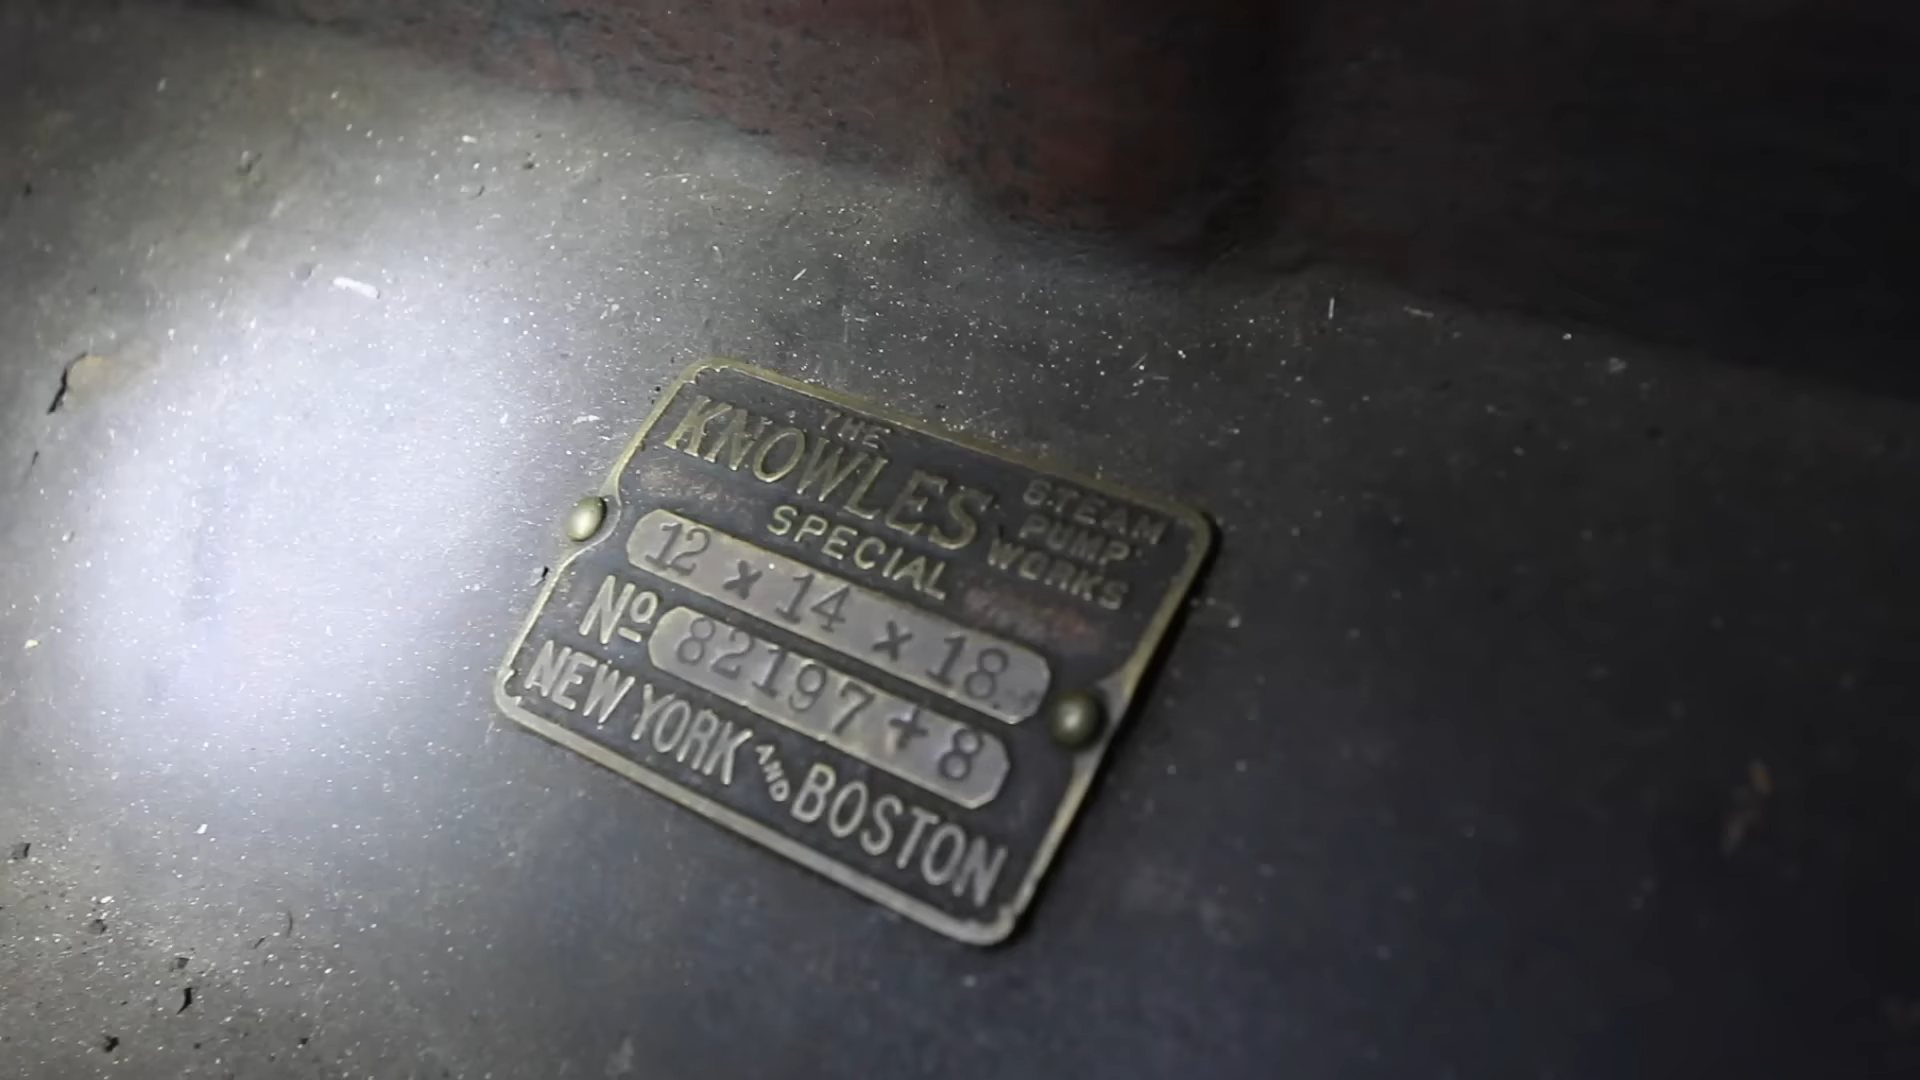 THE
KNOWLES STEAM PUMP WORKS
SPECIAL
12 x 14 x 18
No 82197+8
NEW YORK AND BOSTON